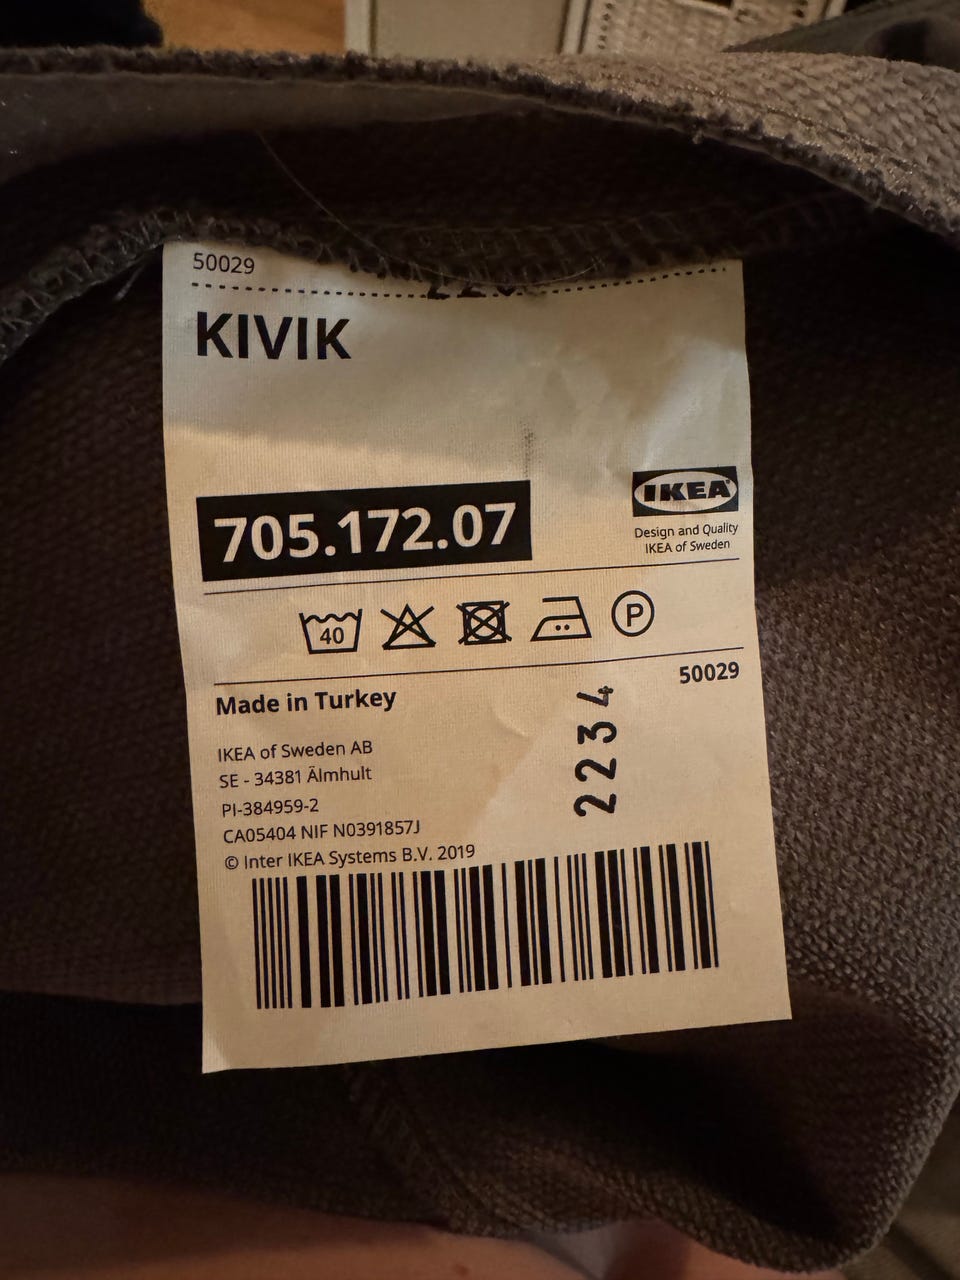 50029
KIVIK
705.172.07
IKEA
Design and Quality
IKEA of Sweden
40
P
50029
Made in Turkey
2234
IKEA of Sweden AB
SE - 34381 Älmhult
PI-384959-2
CA05404 NIF N0391857J
© Inter IKEA Systems B.V. 2019